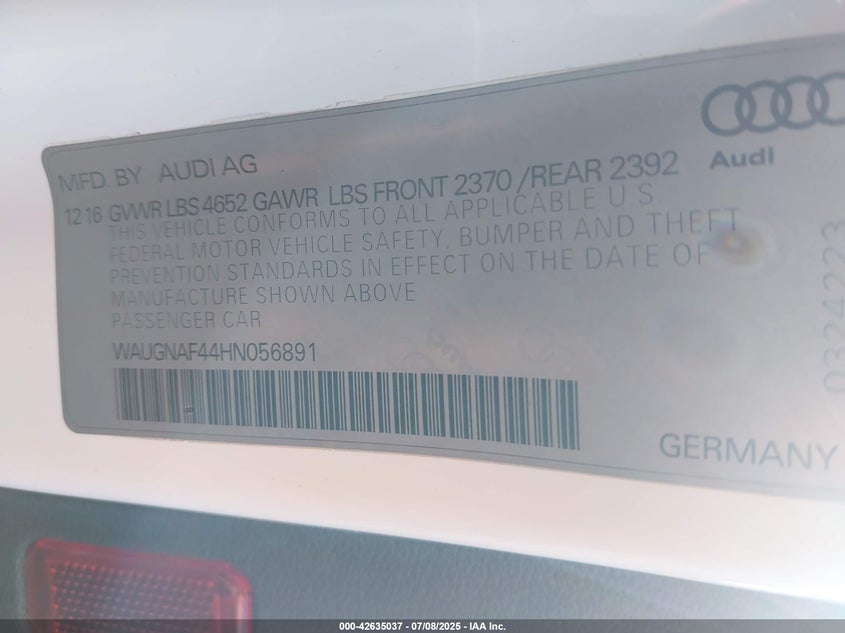 MFD. BY AUDI AG
Audi
12 16 GVWR LBS 4652 GAWR LBS FRONT 2370 /REAR 2392
THIS VEHICLE CONFORMS TO ALL APPLICABLE U.S.
FEDERAL MOTOR VEHICLE SAFETY, BUMPER AND THEFT
PREVENTION STANDARDS IN EFFECT ON THE DATE OF
MANUFACTURE SHOWN ABOVE
PASSENGER CAR
WAUGNAF44HN056891
0324223
GERMANY
000-42635037 - 07/08/2025 - IAA Inc.